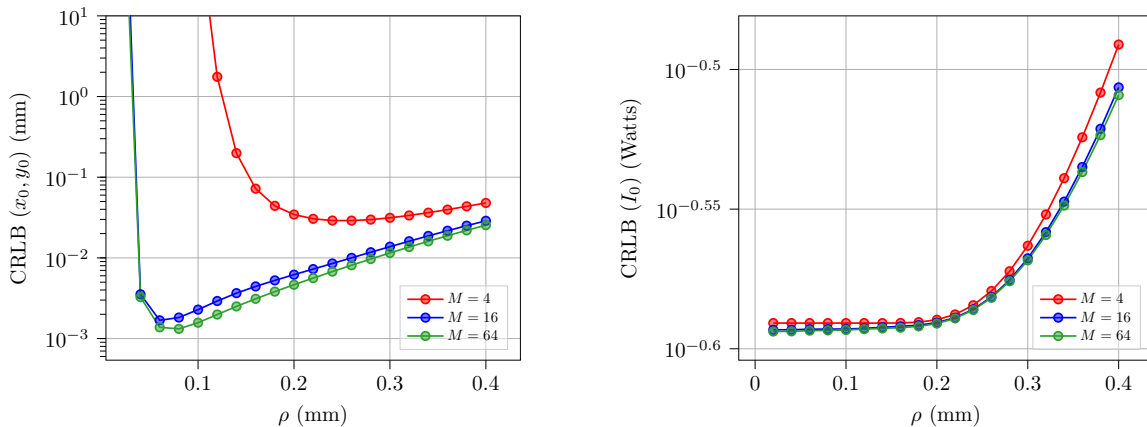 10^1
10^0
10^−1
10^−2
10^−3
CRLB (x_0, y_0) (mm)
0.1
0.2
0.3
0.4
ρ (mm)
M = 4
M = 16
M = 64
10^−0.5
10^−0.55
10^−0.6
CRLB (I_0) (Watts)
0
0.1
0.2
0.3
0.4
ρ (mm)
M = 4
M = 16
M = 64